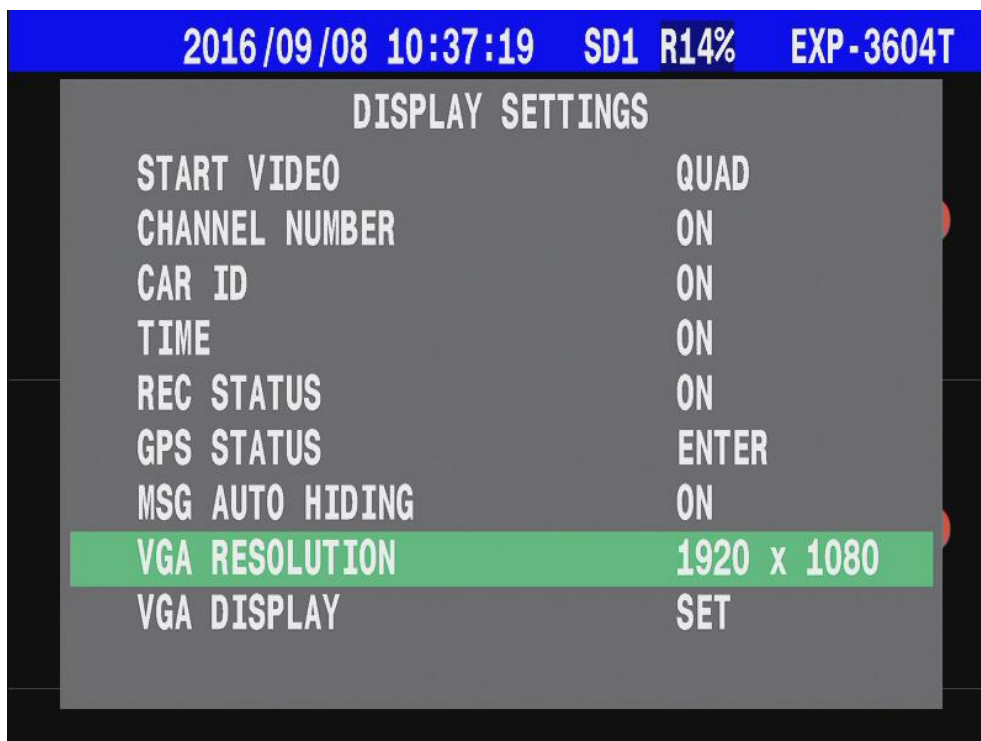 2016/09/08 10:37:19 SD1 R14% EXP-3604T
DISPLAY SETTINGS
START VIDEO QUAD
CHANNEL NUMBER ON
CAR ID ON
TIME ON
REC STATUS ON
GPS STATUS ENTER
MSG AUTO HIDING ON
VGA RESOLUTION 1920 x 1080
VGA DISPLAY SET